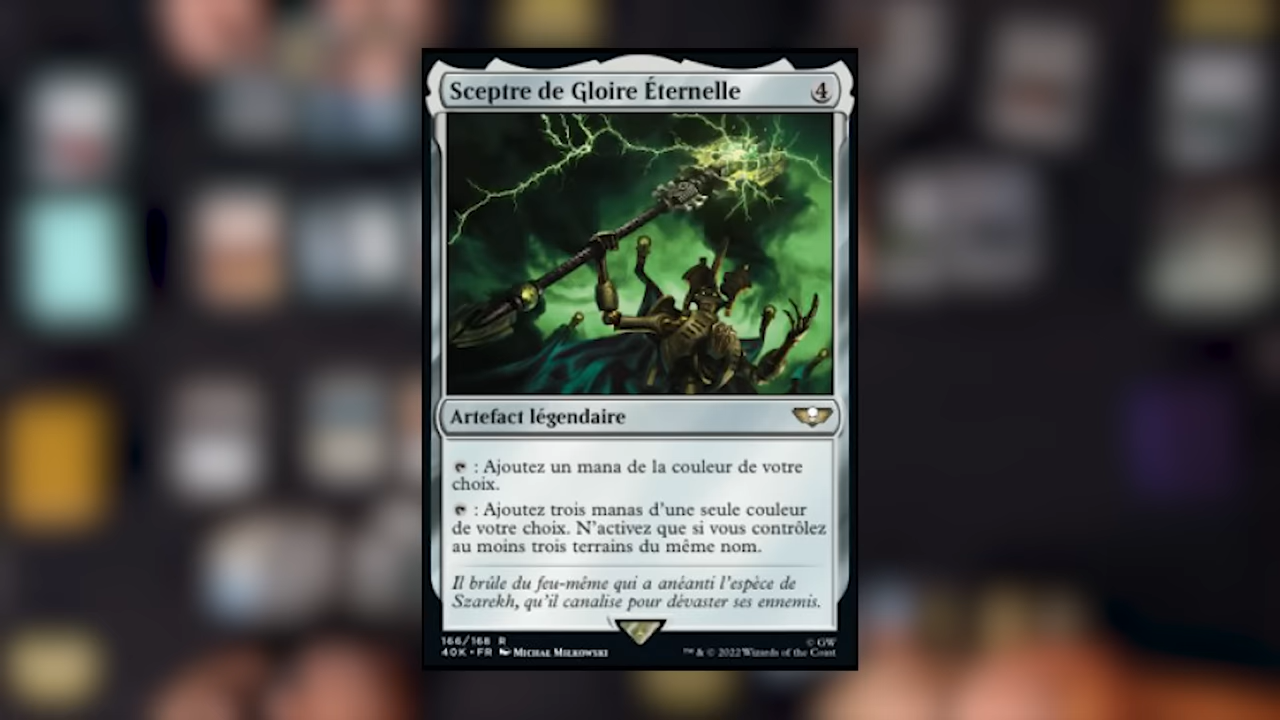 Sceptre de Gloire Éternelle 4
Artefact légendaire
: Ajoutez un mana de la couleur de votre
choix.
: Ajoutez trois manas d'une seule couleur
de votre choix. N'activez que si vous contrôlez
au moins trois terrains du même nom.
Il brûle du feu-même qui a anéanti l'espèce de
Szarekh, qu'il canalise pour dévaster ses ennemis.
166/168 R
© GW
40K • FR Michal Milkowski
™ & © 2022 Wizards of the Coast